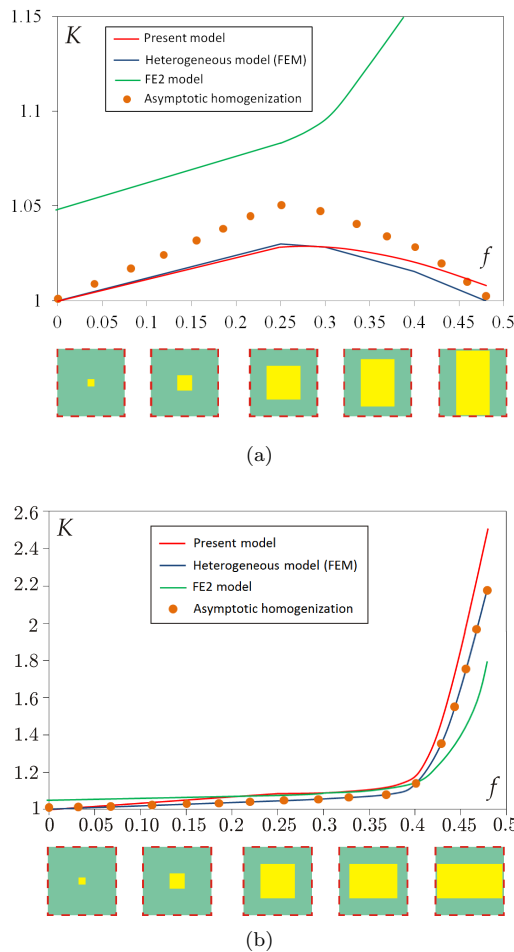 K
Present model
Heterogeneous model (FEM)
FE2 model
Asymptotic homogenization
1.15
1.1
1.05
1
f
0 0.05 0.1 0.15 0.2 0.25 0.3 0.35 0.4 0.45 0.5
(a)
K
Present model
Heterogeneous model (FEM)
FE2 model
Asymptotic homogenization
2.6
2.4
2.2
2
1.8
1.6
1.4
1.2
1
f
0 0.05 0.1 0.15 0.2 0.25 0.3 0.35 0.4 0.45 0.5
(b)